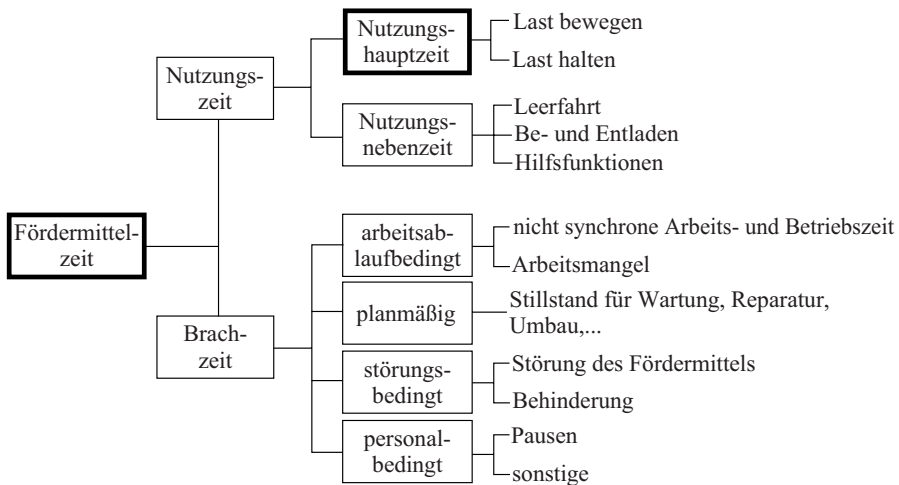 Fördermittel-
zeit
Nutzungs-
zeit
Nutzungs-
hauptzeit
Last bewegen
Last halten
Nutzungs-
nebenzeit
Leerfahrt
Be- und Entladen
Hilfsfunktionen
Brach-
zeit
arbeitsab-
laufbedingt
nicht synchrone Arbeits- und Betriebszeit
Arbeitsmangel
planmäßig
Stillstand für Wartung, Reparatur,
Umbau,...
störungs-
bedingt
Störung des Fördermittels
Behinderung
personal-
bedingt
Pausen
sonstige